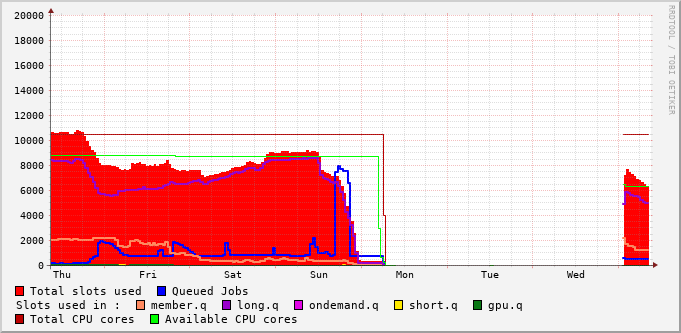 20000
18000
16000
14000
12000
10000
8000
6000
4000
2000
0
Thu Fri Sat Sun Mon Tue Wed
Total slots used Queued Jobs
Slots used in : member.q long.q ondemand.q short.q gpu.q
Total CPU cores Available CPU cores
RRDTOOL / TOBI OETIKER